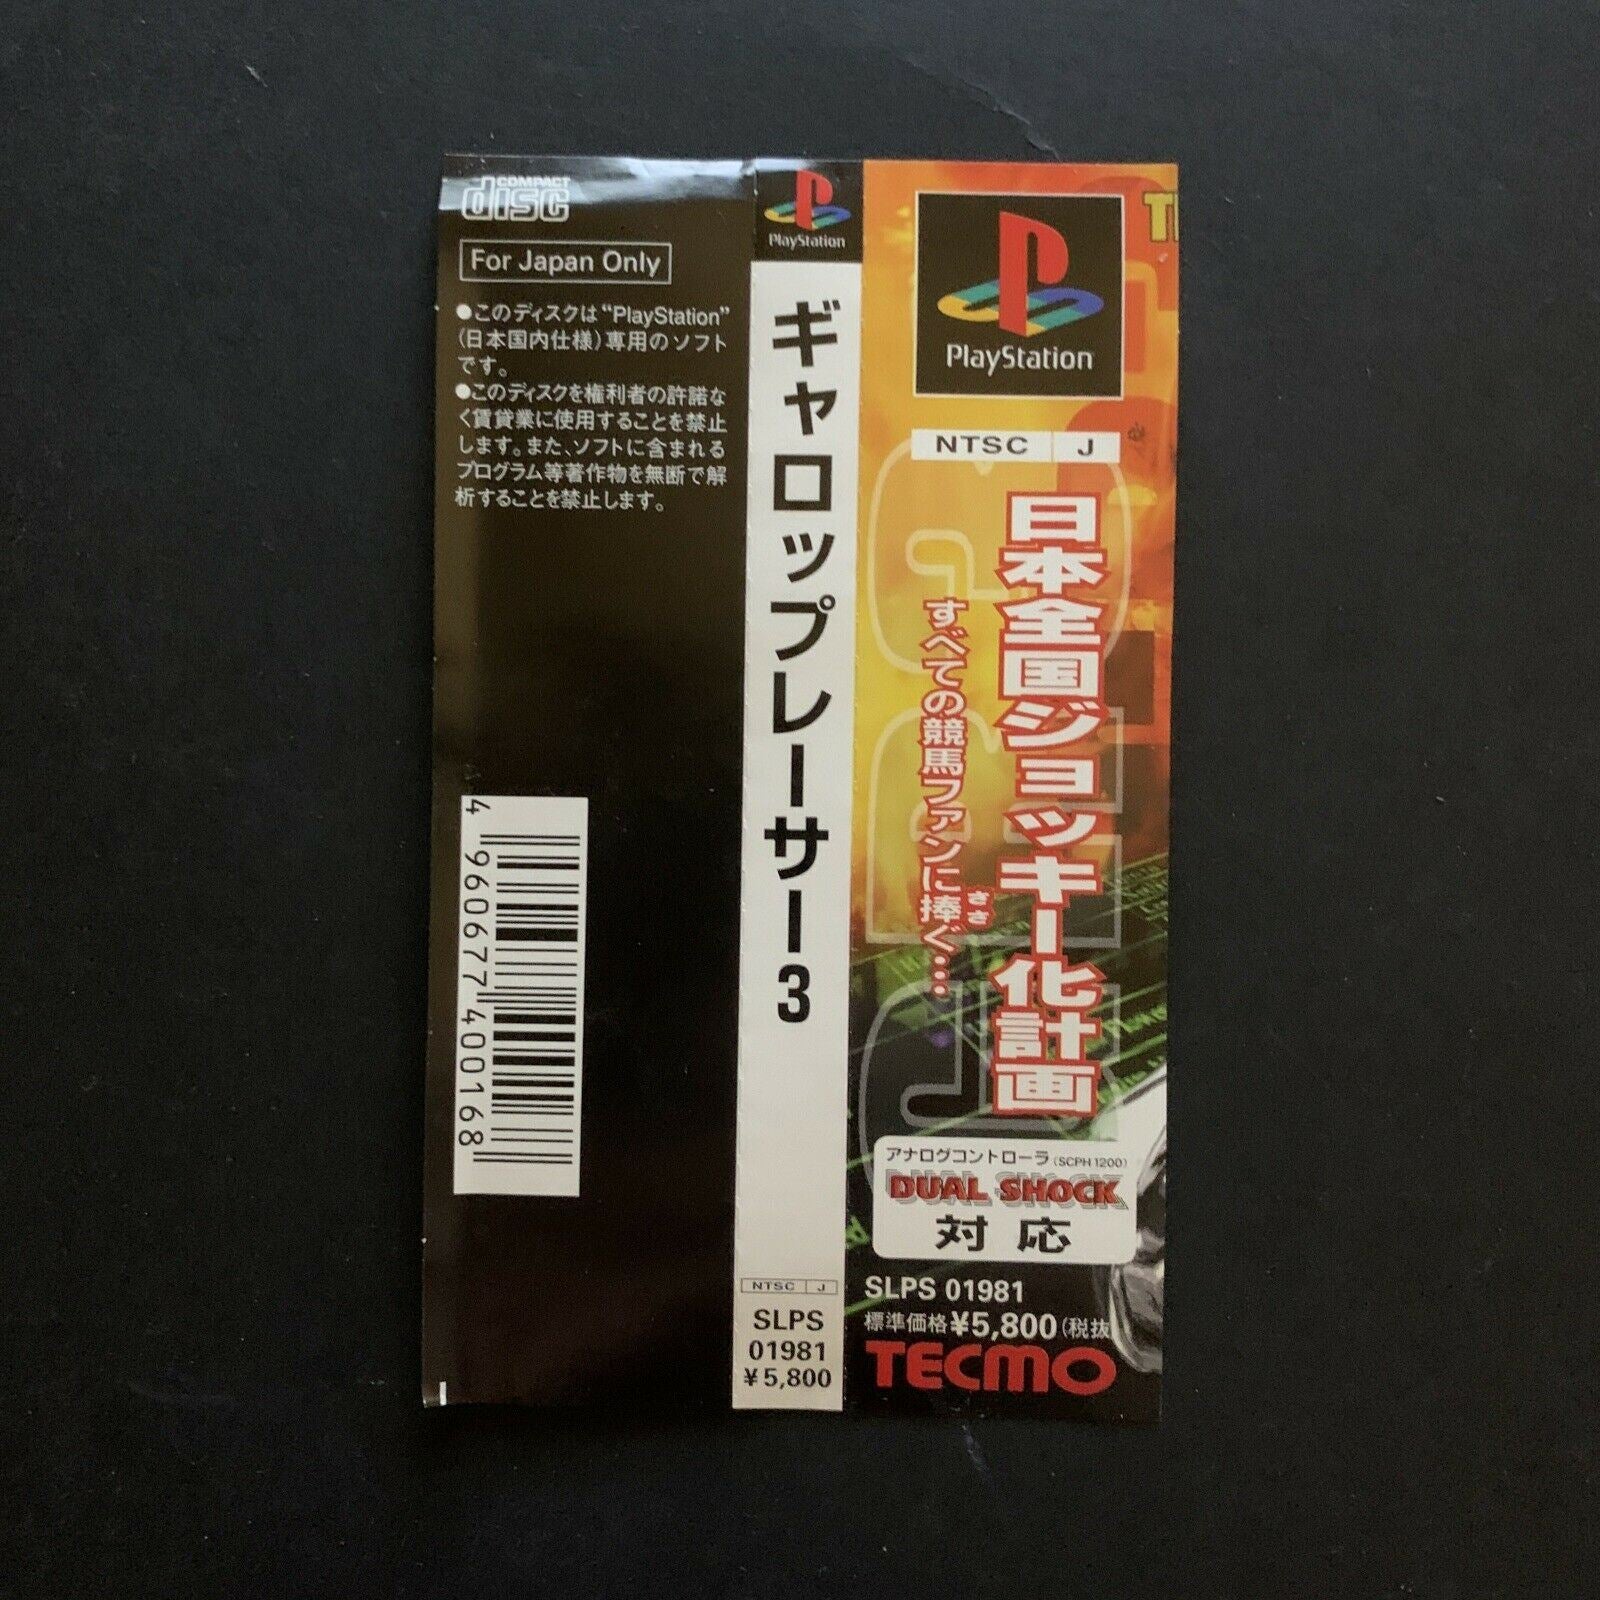 COMPACT
disc
For Japan Only
●このディスクは“PlayStation”
(日本国内仕様)専用のソフト
です。
●このディスクを権利者の許諾な
く賃貸業に使用することを禁止
します。また、ソフトに含まれる
プログラム等著作物を無断で解
析することを禁止します。
4 960677 400168
PlayStation
ギャロップレーサー3
NTSC J
SLPS
01981
¥5,800
PlayStation
NTSC J
日本全国ジョッキー化計画
すべての競馬ファンに捧ぐ…
ささ
アナログコントローラ(SCPH 1200)
DUAL SHOCK
対応
SLPS 01981
標準価格¥5,800(税抜
TECMO